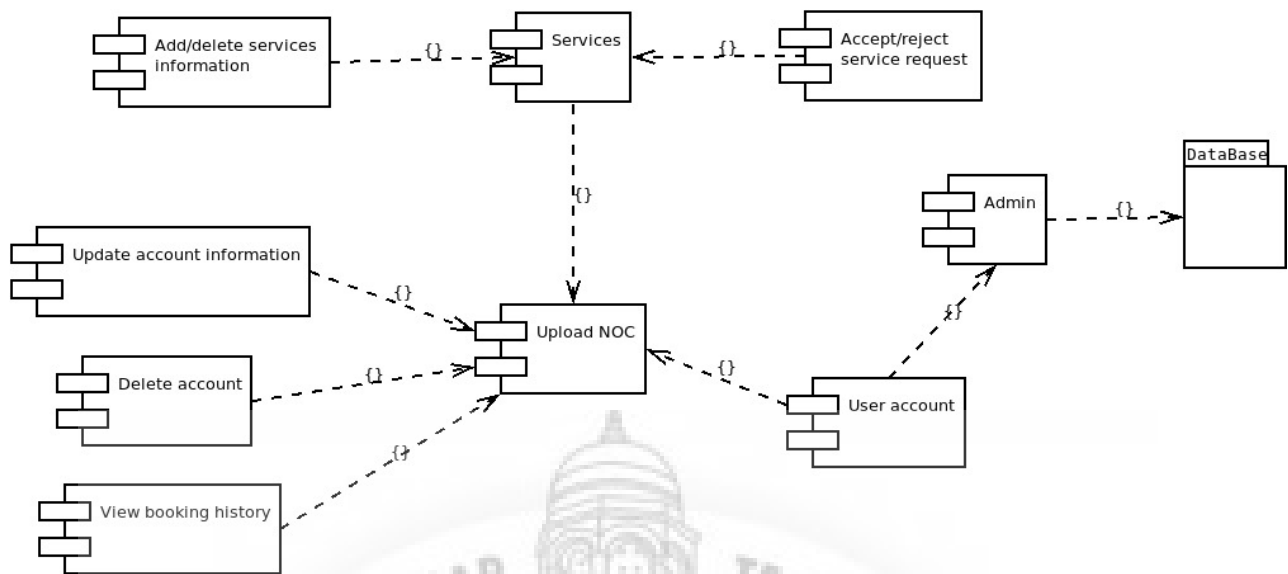 Add/delete services
information
{}
Services
{}
Accept/reject
service request
{}
DataBase
Admin
{}
Update account information
{}
{}
Upload NOC
Delete account
{}
{}
User account
{}
View booking history